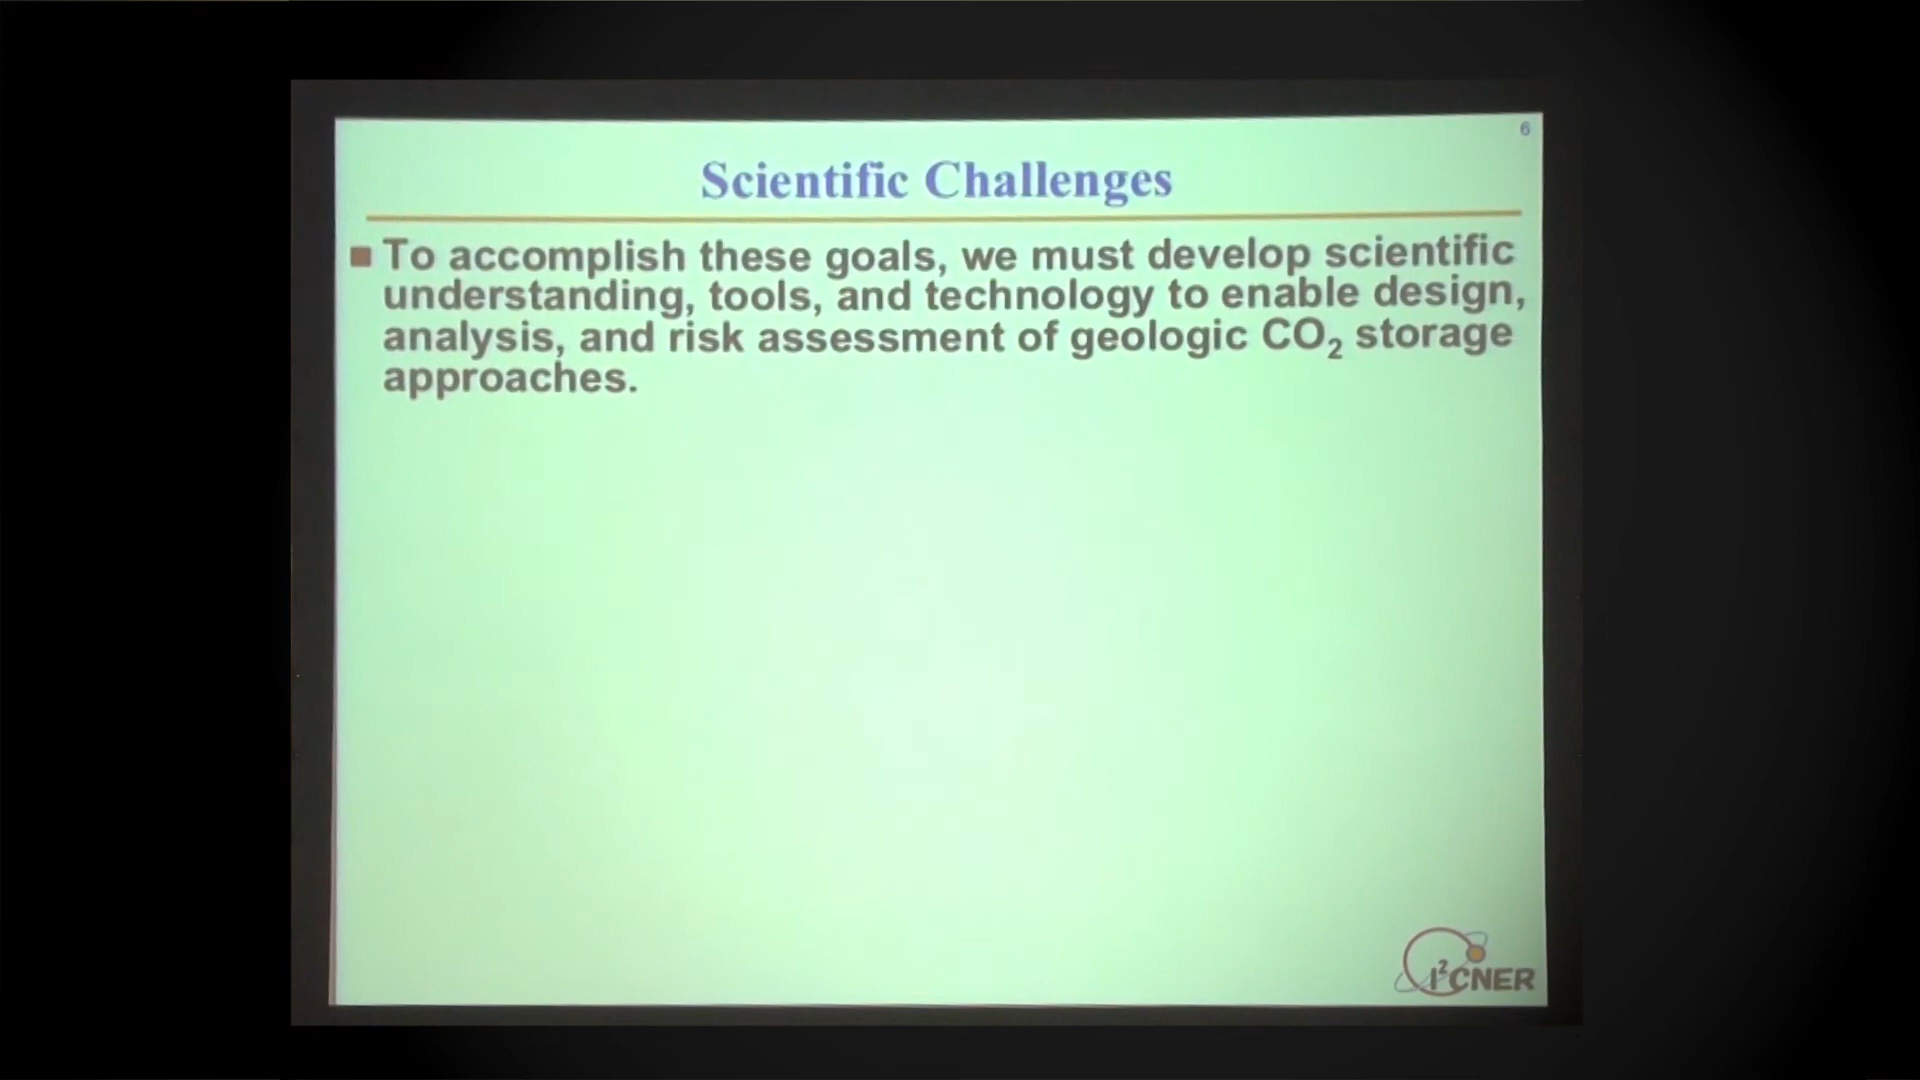 6
Scientific Challenges
To accomplish these goals, we must develop scientific
understanding, tools, and technology to enable design,
analysis, and risk assessment of geologic CO₂ storage
approaches.
I²CNER